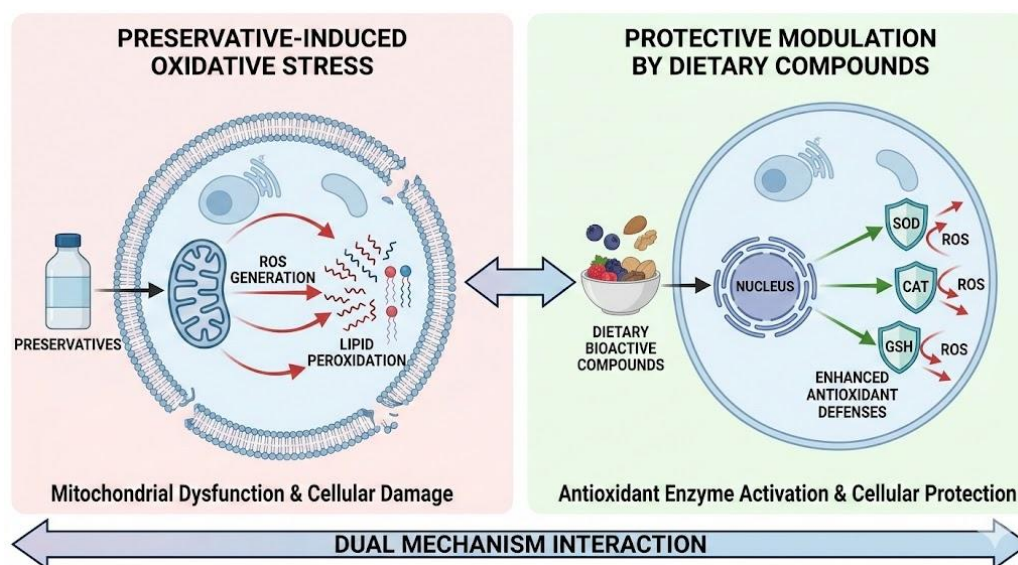 PRESERVATIVE-INDUCED
OXIDATIVE STRESS
PRESERVATIVES
ROS
GENERATION
LIPID
PEROXIDATION
Mitochondrial Dysfunction & Cellular Damage
PROTECTIVE MODULATION
BY DIETARY COMPOUNDS
DIETARY
BIOACTIVE
COMPOUNDS
NUCLEUS
SOD
ROS
CAT
ROS
GSH
ROS
ENHANCED
ANTIOXIDANT
DEFENSES
Antioxidant Enzyme Activation & Cellular Protection
DUAL MECHANISM INTERACTION